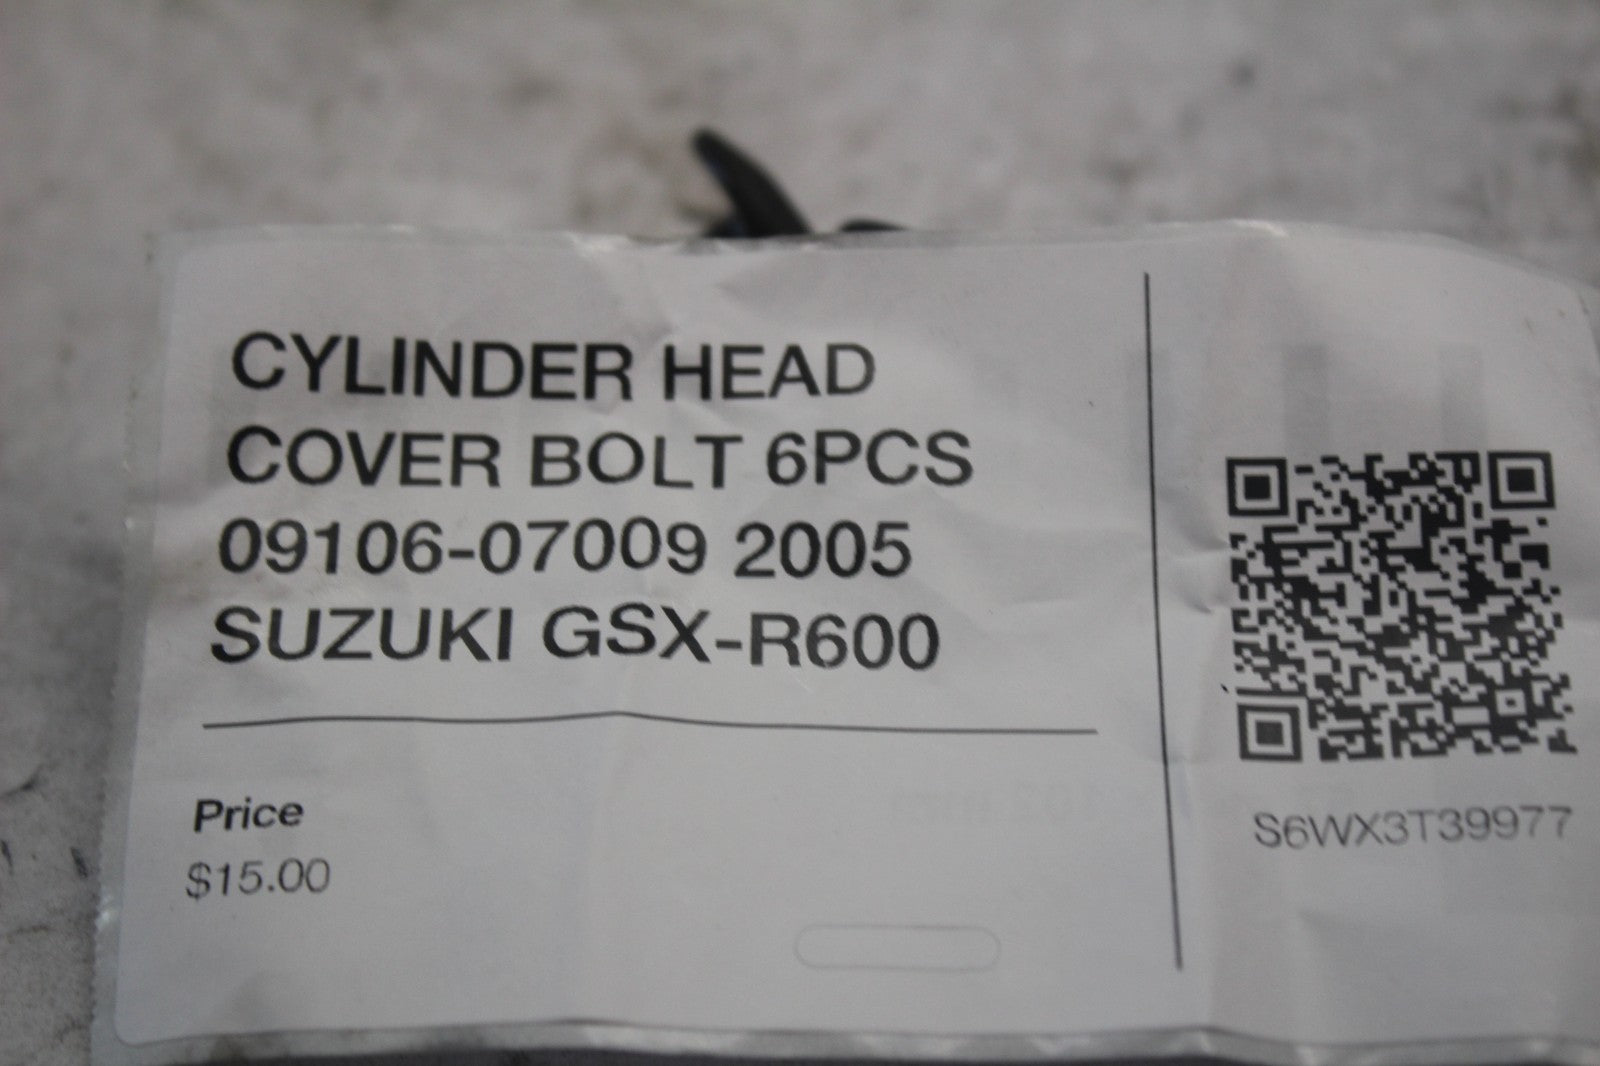 CYLINDER HEAD
COVER BOLT 6PCS
09106-07009 2005
SUZUKI GSX-R600
Price
$15.00
S6WX3T39977